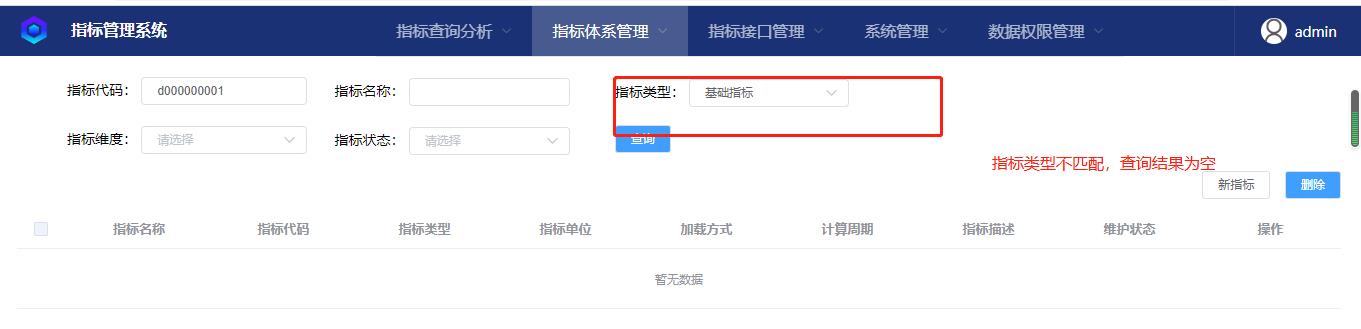 指标管理系统 指标查询分析 指标体系管理 指标接口管理 系统管理 数据权限管理 admin
指标代码： d000000001 指标名称： 指标类型： 基础指标
指标维度： 请选择 指标状态： 请选择 查询
指标类型不匹配，查询结果为空
新指标 删除
指标名称 指标代码 指标类型 指标单位 加载方式 计算周期 指标描述 维护状态 操作
暂无数据